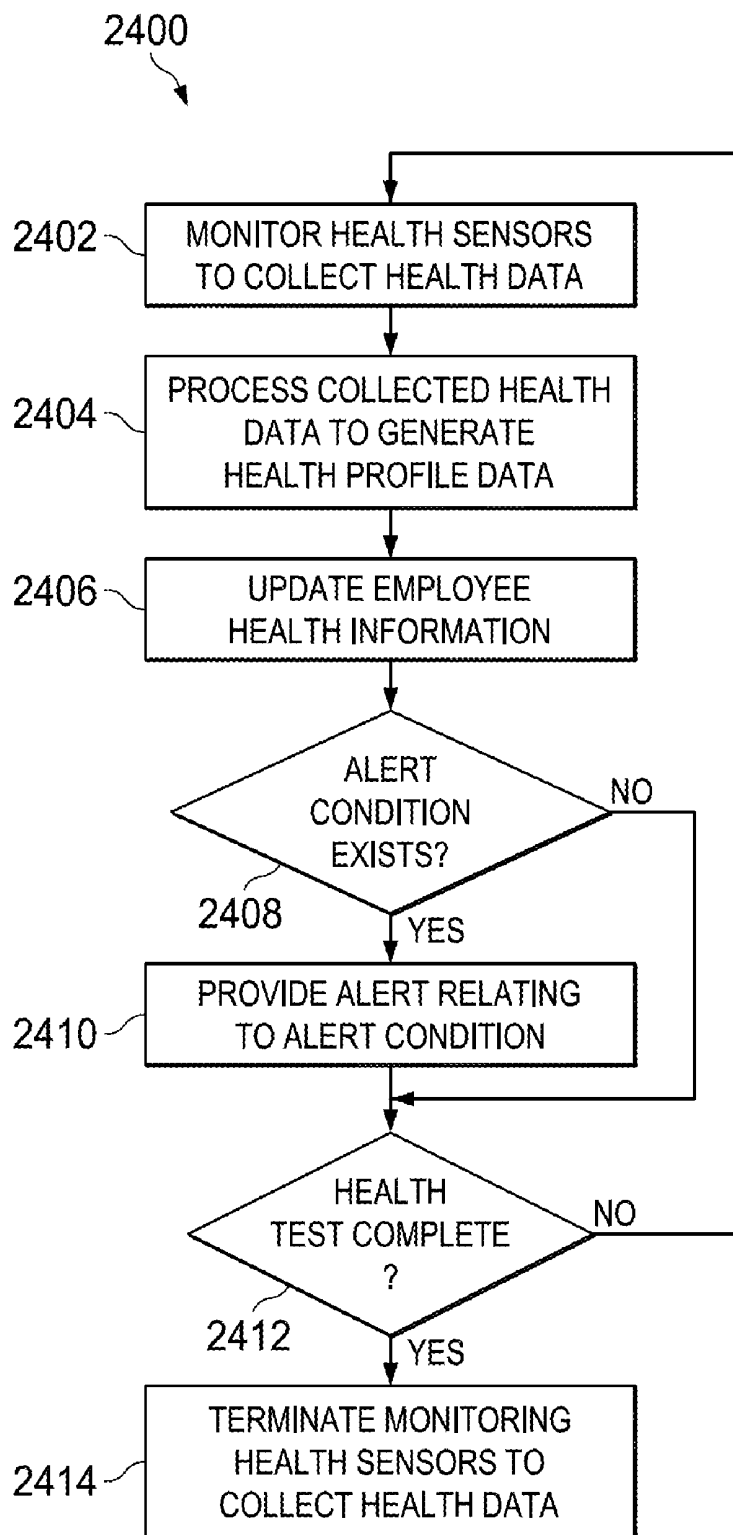 2400
2402
MONITOR HEALTH SENSORS
TO COLLECT HEALTH DATA
2404
PROCESS COLLECTED HEALTH
DATA TO GENERATE
HEALTH PROFILE DATA
2406
UPDATE EMPLOYEE
HEALTH INFORMATION
ALERT
CONDITION
EXISTS?
NO
2408
YES
2410
PROVIDE ALERT RELATING
TO ALERT CONDITION
HEALTH
TEST COMPLETE
?
NO
2412
YES
2414
TERMINATE MONITORING
HEALTH SENSORS TO
COLLECT HEALTH DATA